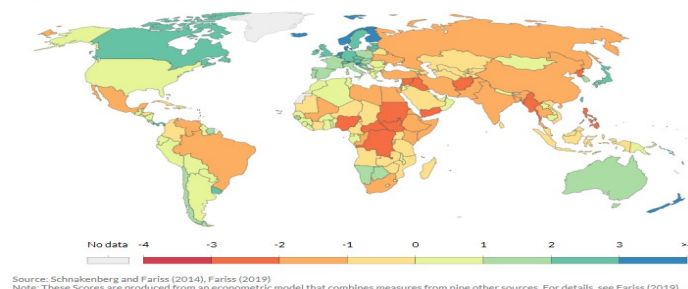 No data -4 -3 -2 -1 0 1 2 3 >
Source: Schnakenberg and Fariss (2014), Fariss (2019)
Note: These Scores are produced from an econometric model that combines measures from nine other sources. For details, see Fariss (2019)